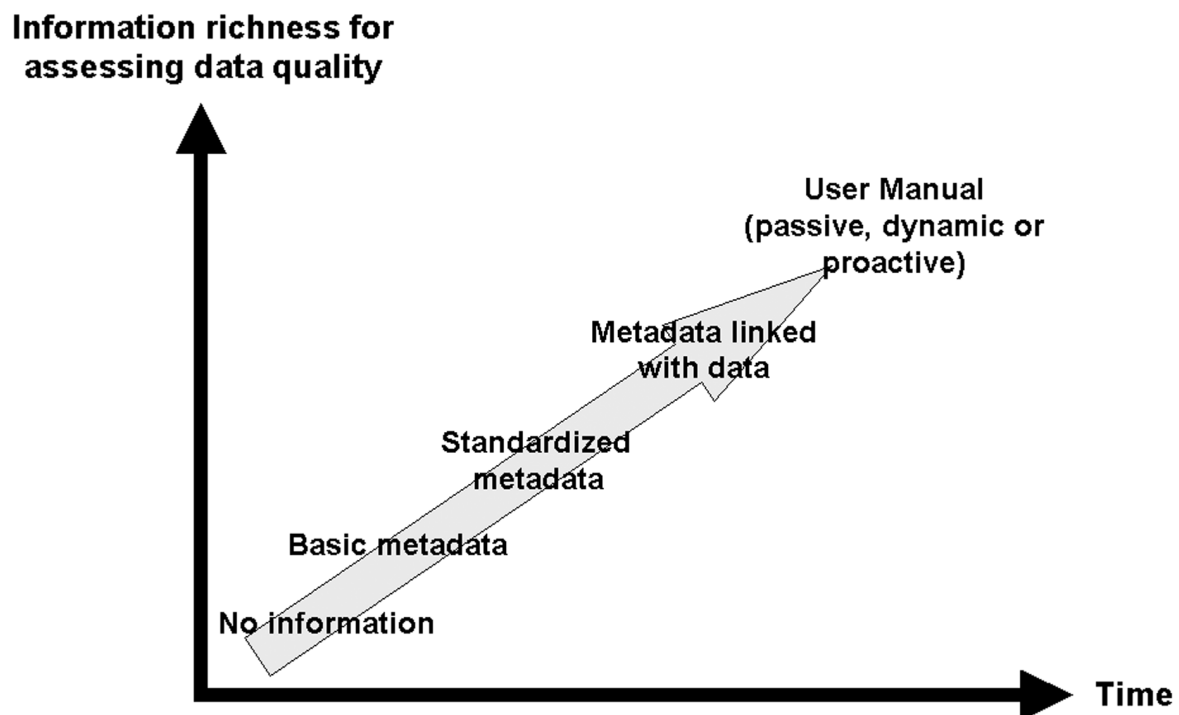 Information richness for
assessing data quality
User Manual
(passive, dynamic or
proactive)
Metadata linked
with data
Standardized
metadata
Basic metadata
No information
Time